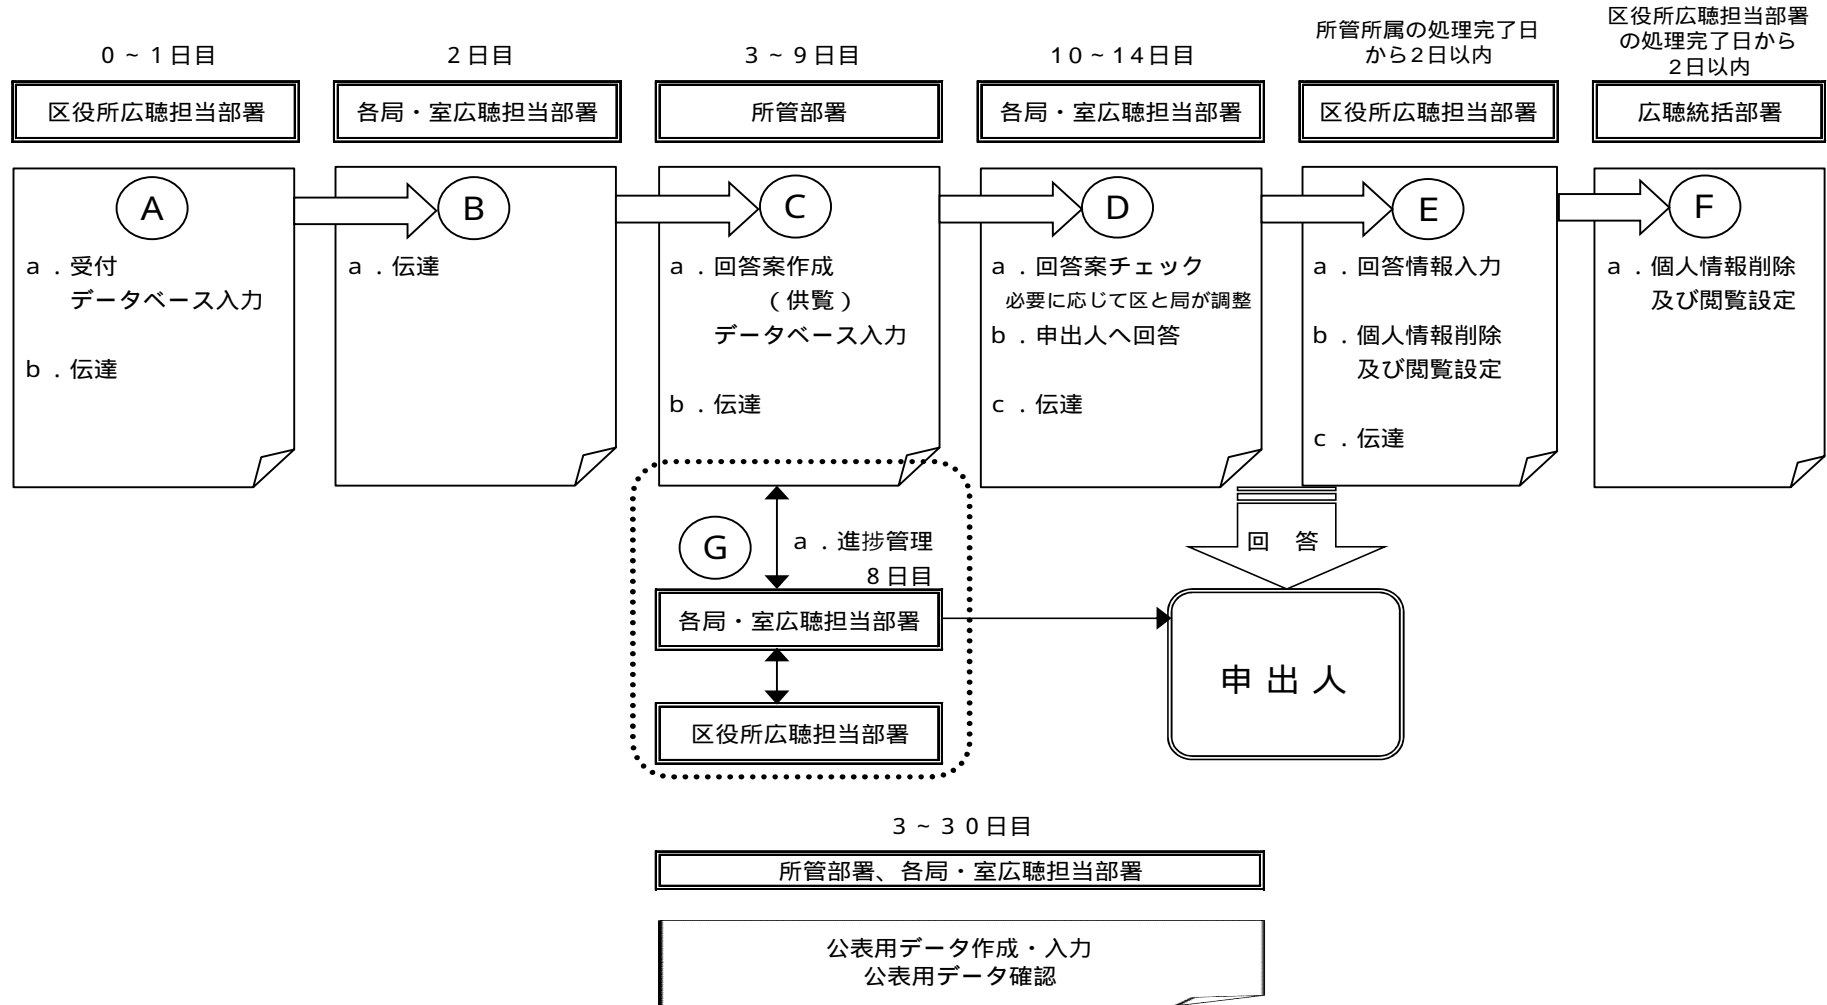 0~1日目
区役所広聴担当部署
2日目
各局・室広聴担当部署
3~9日目
所管部署
10~14日目
各局・室広聴担当部署
所管所属の処理完了日
から2日以内
区役所広聴担当部署
区役所広聴担当部署
の処理完了日から
2日以内
広聴統括部署
A
a．受付
データベース入力
b．伝達
B
a．伝達
C
a．回答案作成
（供覧）
データベース入力
b．伝達
D
a．回答案チェック
必要に応じて区と局が調整
b．申出人へ回答
c．伝達
E
a．回答情報入力
b．個人情報削除
及び閲覧設定
c．伝達
F
a．個人情報削除
及び閲覧設定
G
a．進捗管理
8日目
各局・室広聴担当部署
区役所広聴担当部署
回 答
申出人
3~30日目
所管部署、各局・室広聴担当部署
公表用データ作成・入力
公表用データ確認